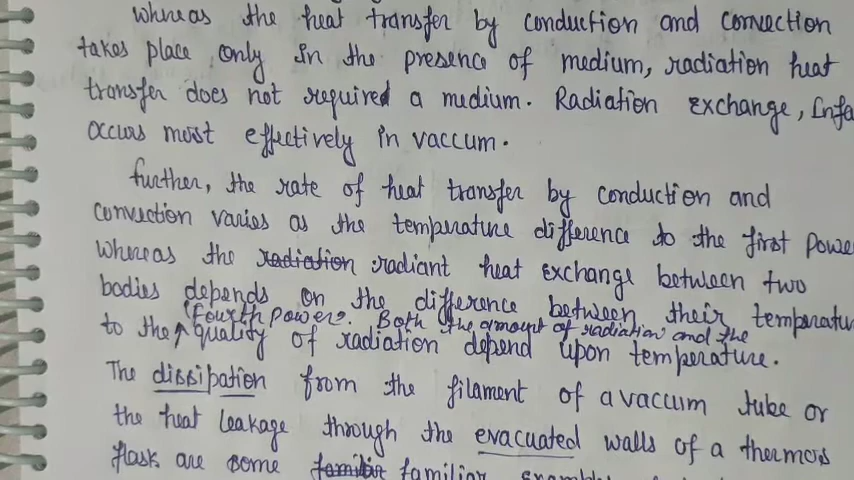 whereas the heat transfer by conduction and convection
takes place only in the presence of medium, radiation heat
transfer does not required a medium. Radiation exchange, Infa
occurs most effectively in vaccum.
further, the rate of heat transfer by conduction and
convection varies as the temperature difference to the first power
whereas the radiation radiant heat exchange between two
bodies depends on the difference between their temperatur
(fourth power. Both the amount of radiation and the
to the quality of radiation depend upon temperature.
The dissipation from the filament of a vaccum tube or
the heat leakage through the evacuated walls of a thermos
flask are some familiar familiar